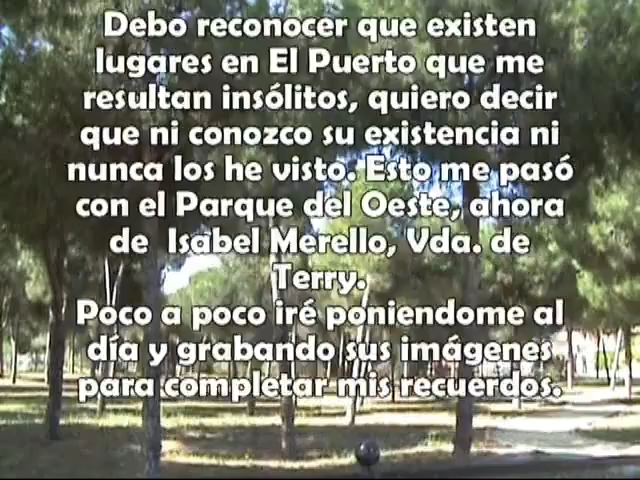 Debo reconocer que existen
lugares en El Puerto que me
resultan insólitos, quiero decir
que ni conozco su existencia ni
nunca los he visto. Esto me pasó
con el Parque del Oeste, ahora
de Isabel Merello, Vda. de
Terry.
Poco a poco iré poniendome al
día y grabando sus imágenes
para completar mis recuerdos.